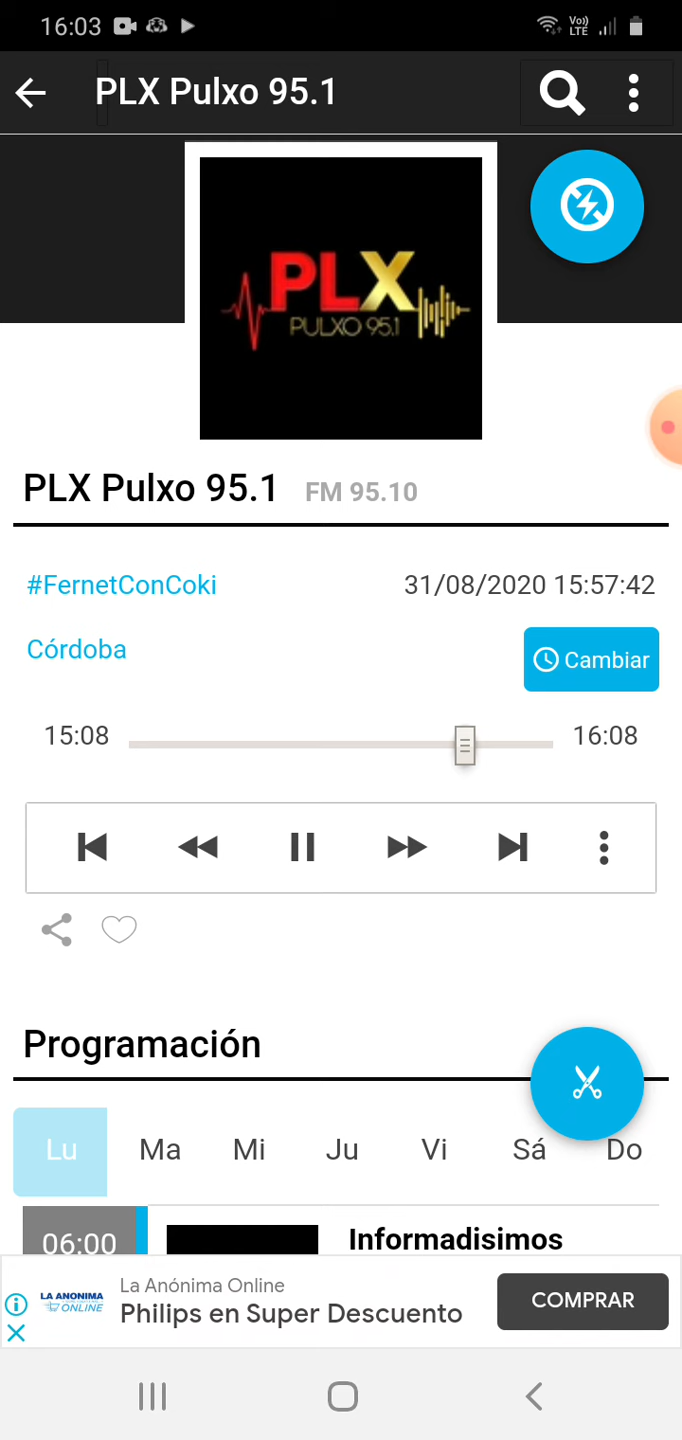 16:03
Vo)) LTE
PLX Pulxo 95.1
PLX
PULXO 95.1
PLX Pulxo 95.1 FM 95.10
#FernetConCoki 31/08/2020 15:57:42
Córdoba Cambiar
15:08 16:08
Programación
Lu Ma Mi Ju Vi Sá Do
06:00 Informadisimos
LA ANONIMA ONLINE
La Anónima Online
Philips en Super Descuento
COMPRAR